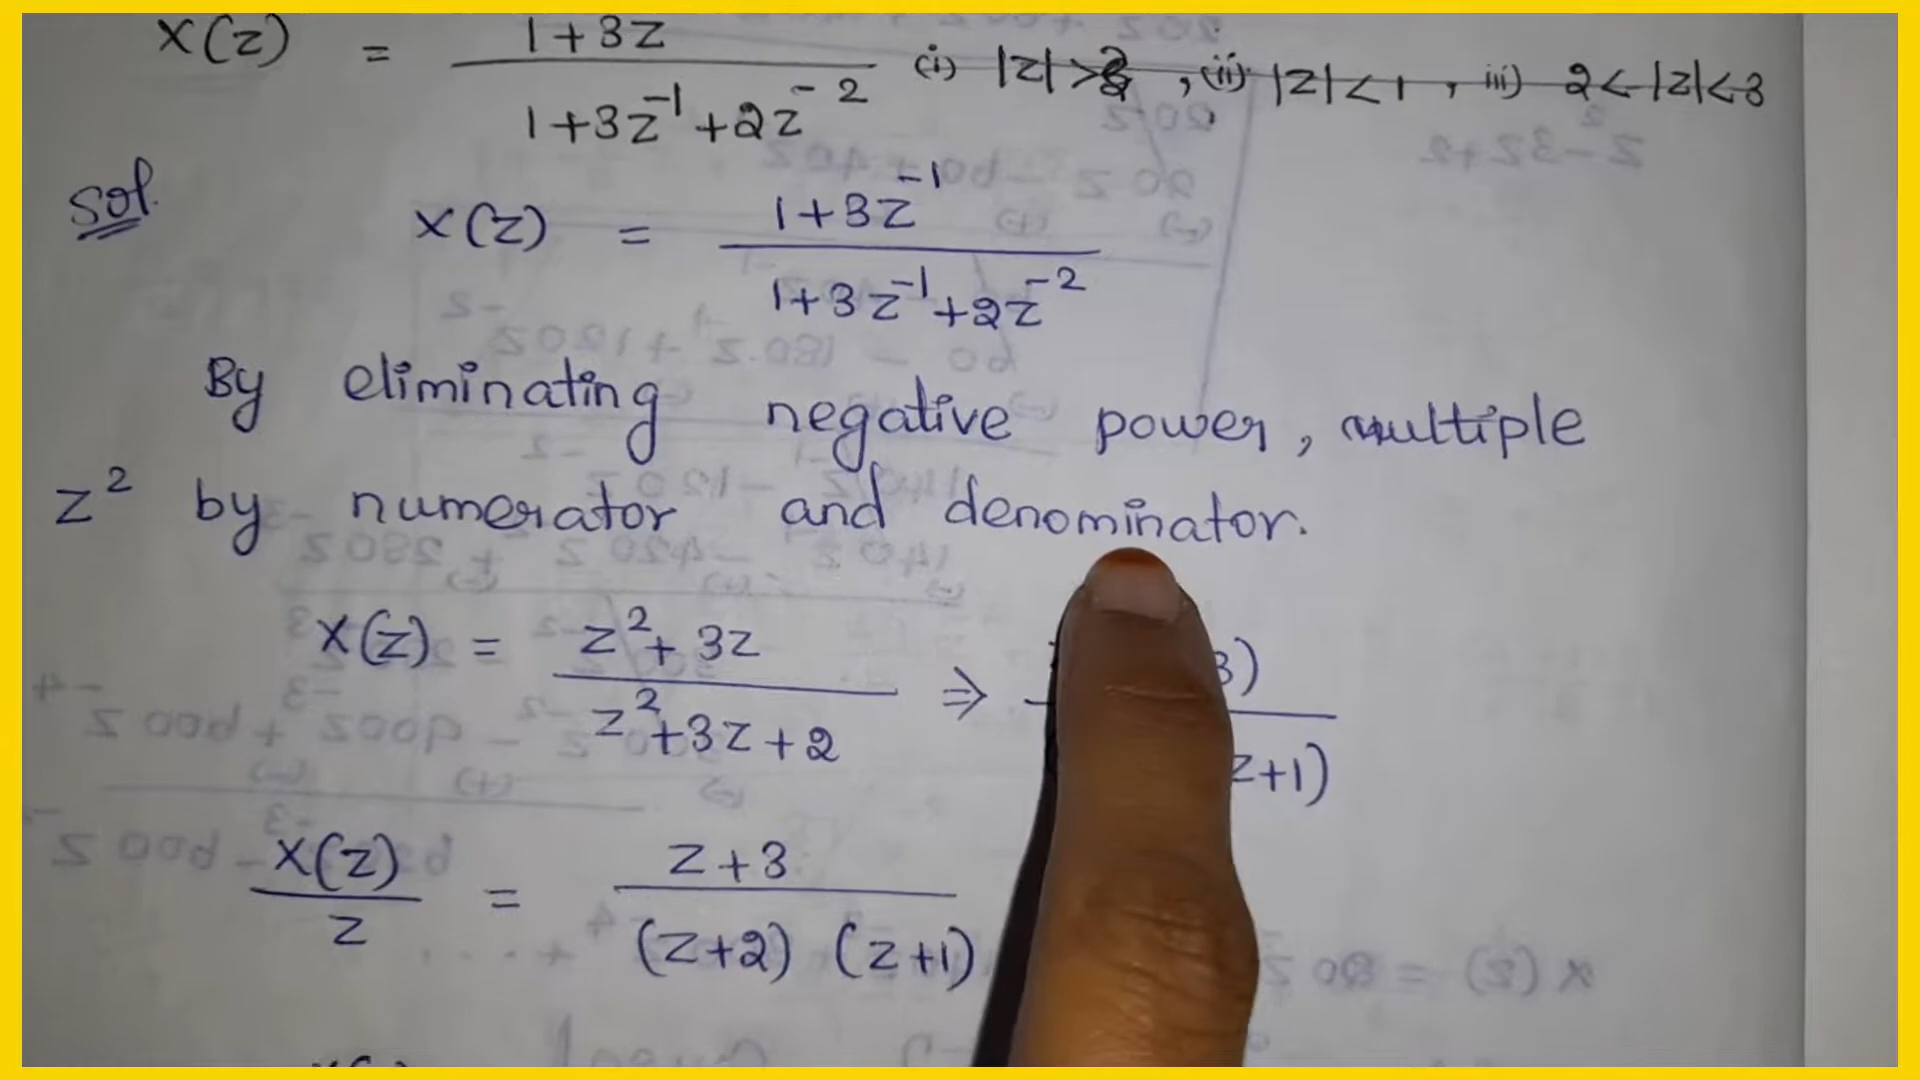 X(z) = 1+3z / 1+3z⁻¹+2z⁻² (i) |z|> , (ii) |z|<1 , iii) 2<|z|<3
Sol.
X(z) = 1+3z⁻¹ / 1+3z⁻¹+2z⁻²
By eliminating negative power, multiple
z² by numerator and denominator.
X(z) = z²+3z / z²+3z+2 ⇒ 3) / z+1)
X(z) / z = z+3 / (z+2) (z+1)